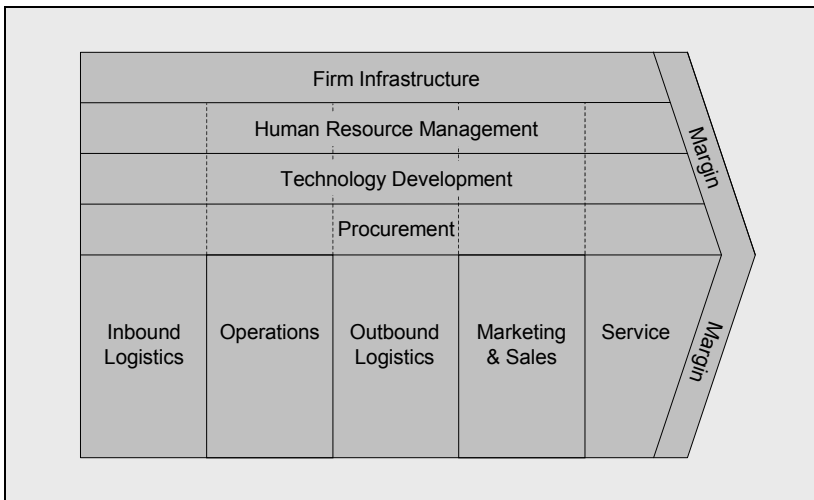 Firm Infrastructure
Human Resource Management
Margin
Technology Development
Procurement
Inbound
Logistics
Operations
Outbound
Logistics
Marketing
& Sales
Service
Margin